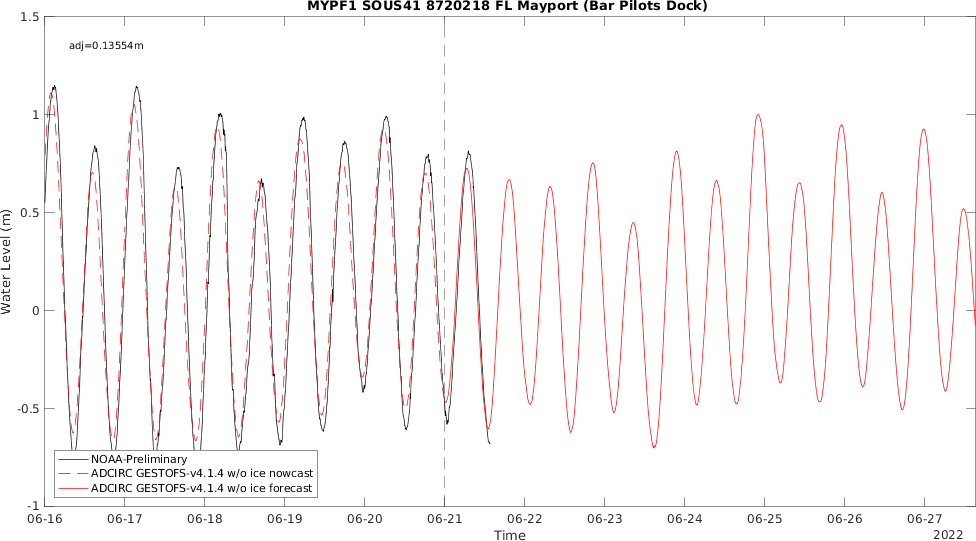 MYPF1 SOUS41 8720218 FL Mayport (Bar Pilots Dock)
1.5
adj=0.13554m
1
0.5
Water Level (m)
0
-0.5
NOAA-Preliminary
ADCIRC GESTOFS-v4.1.4 w/o ice nowcast
ADCIRC GESTOFS-v4.1.4 w/o ice forecast
-1
06-16 06-17 06-18 06-19 06-20 06-21 06-22 06-23 06-24 06-25 06-26 06-27
Time
2022